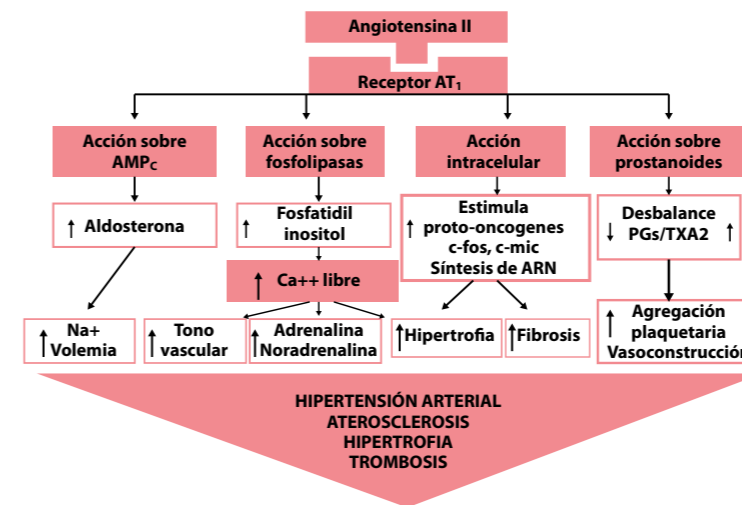 Angiotensina II
Receptor AT₁
Acción sobre
AMPc
Acción sobre
fosfolipasas
Acción
intracelular
Acción sobre
prostanoides
↑ Aldosterona
↑ Fosfatidil
inositol
↑ Estimula
proto-oncogenes
c-fos, c-mic
Síntesis de ARN
Desbalance
↓ PGs/TXA2 ↑
↑ Ca++ libre
↑ Na+
Volemia
↑ Tono
vascular
↑ Adrenalina
Noradrenalina
↑ Hipertrofia
↑ Fibrosis
↑ Agregación
plaquetaria
Vasoconstrucción
HIPERTENSIÓN ARTERIAL
ATEROSCLEROSIS
HIPERTROFIA
TROMBOSIS